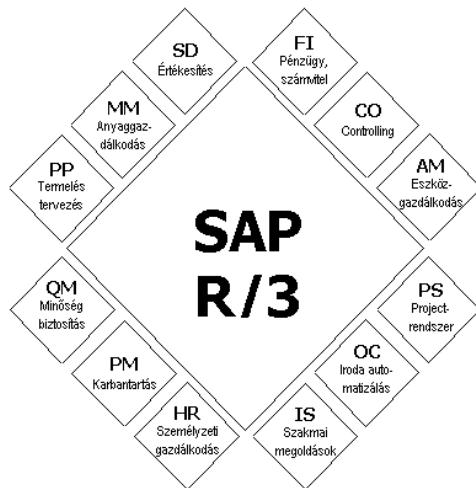 SD
Értékesítés
FI
Pénzügy,
számvitel
MM
Anyaggaz-
dálkodás
CO
Controlling
PP
Termelés
tervezés
AM
Eszköz-
gazdálkodás
SAP
R/3
QM
Minőség
biztosítás
PS
Project-
rendszer
PM
Karbantartás
OC
Iroda auto-
matizálás
HR
Személyzeti
gazdálkodás
IS
Szakmai
megoldások